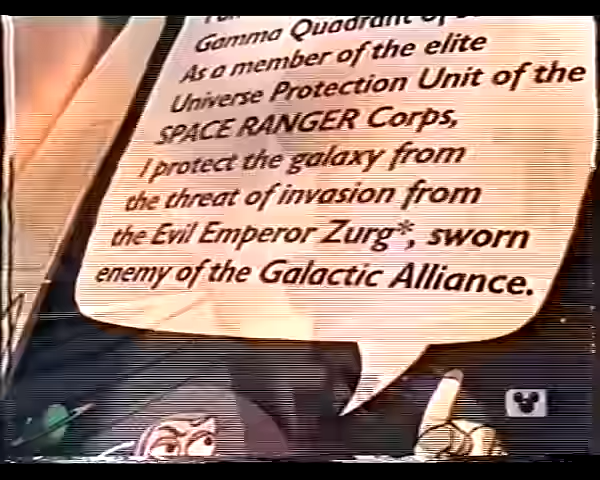 Gamma Quadrant of
As a member of the elite
Universe Protection Unit of the
SPACE RANGER Corps,
I protect the galaxy from
the threat of invasion from
the Evil Emperor Zurg*, sworn
enemy of the Galactic Alliance.